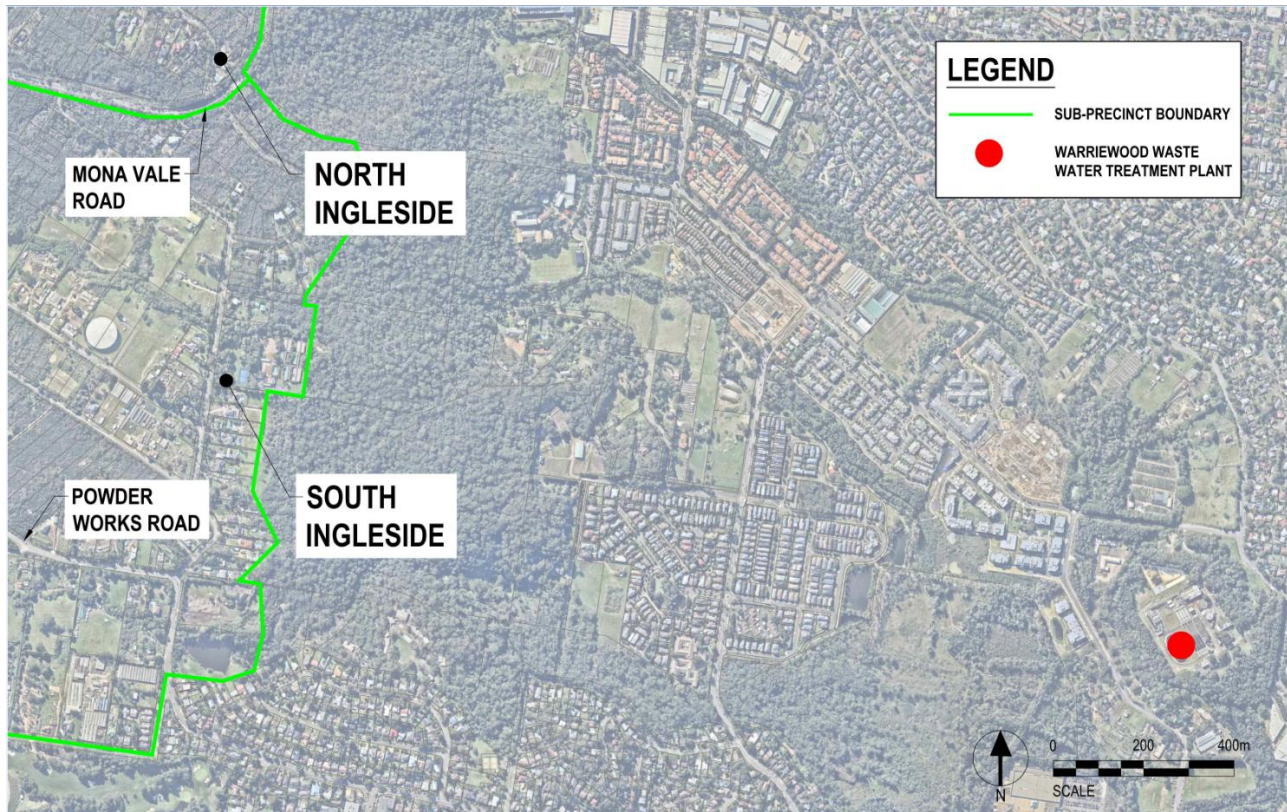 LEGEND
SUB-PRECINCT BOUNDARY
WARRIEWOOD WASTE
WATER TREATMENT PLANT
MONA VALE
ROAD
NORTH
INGLESIDE
POWDER
WORKS ROAD
SOUTH
INGLESIDE
0 200 400m
SCALE
N